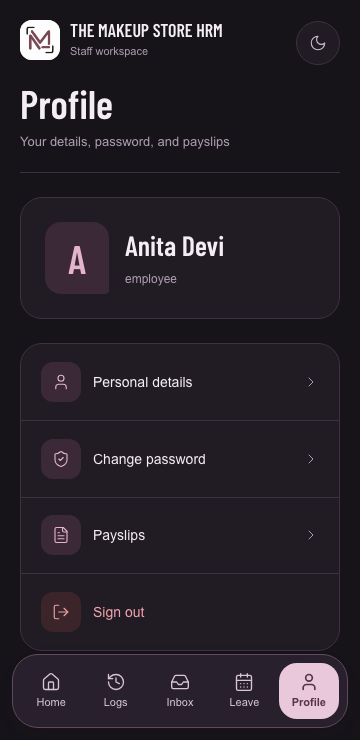 THE MAKEUP STORE HRM
Staff workspace
Profile
Your details, password, and payslips
A
Anita Devi
employee
Personal details
Change password
Payslips
Sign out
Home
Logs
Inbox
Leave
Profile